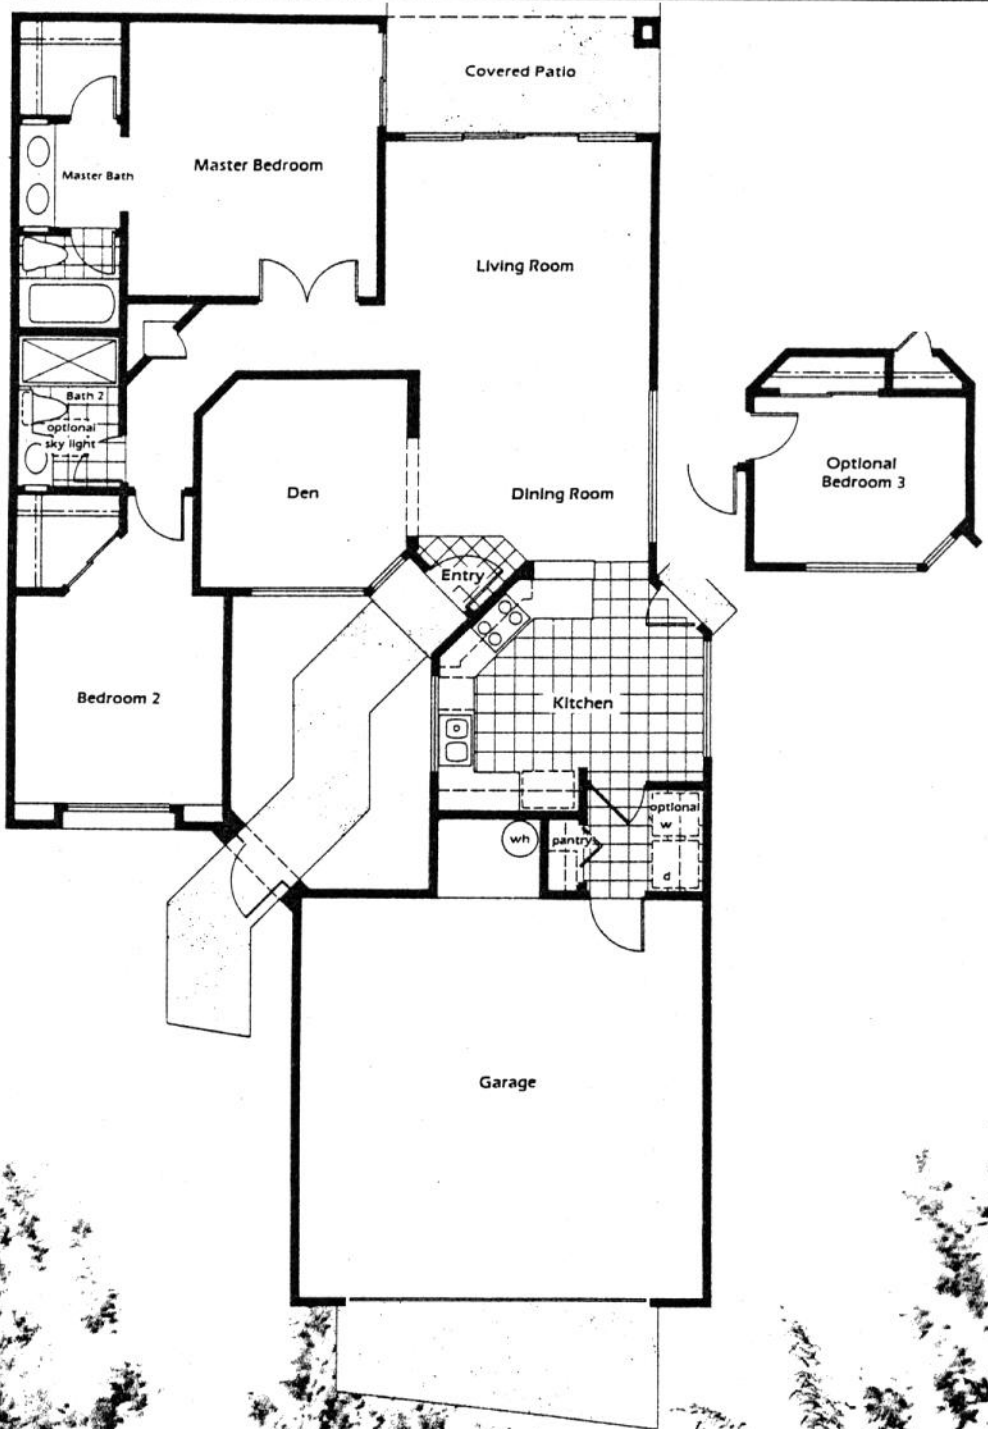 Covered Patio
Master Bedroom
Master Bath
Living Room
Bath 2
optional
sky light
Den
Dining Room
Optional
Bedroom 3
Entry
Bedroom 2
Kitchen
optional
w
wh
pantry
d
Garage